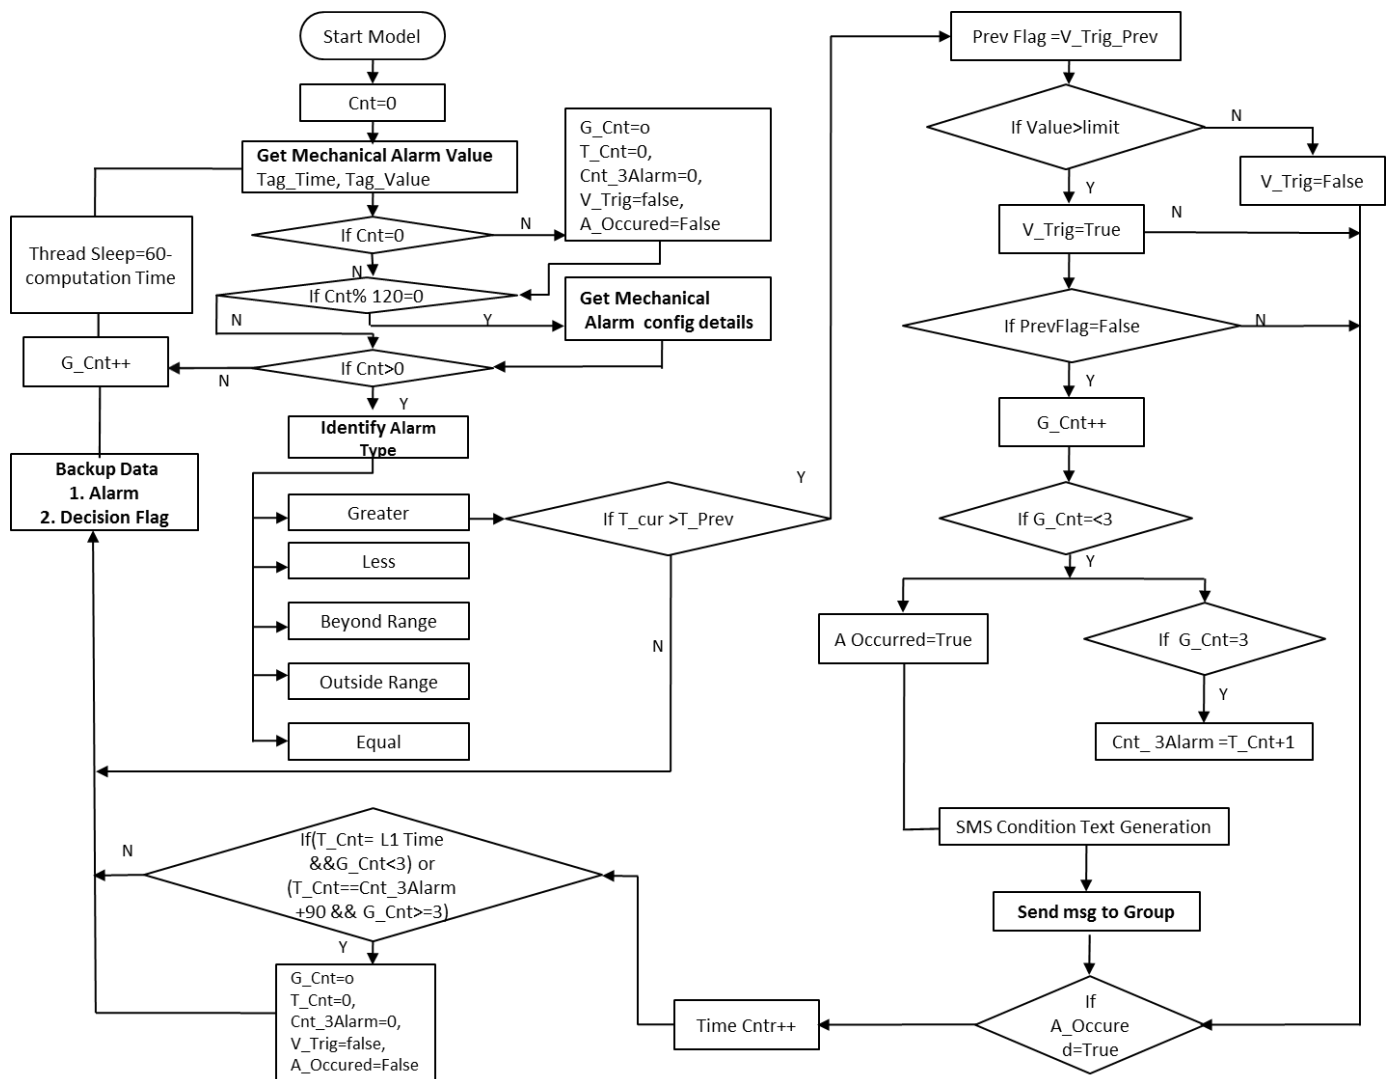 Start Model
Cnt=0
Get Mechanical Alarm Value
Tag_Time, Tag_Value
If Cnt=0
N
G_Cnt=o
T_Cnt=0,
Cnt_3Alarm=0,
V_Trig=false,
A_Occured=False
N
If Cnt% 120=0
N
Y
Get Mechanical
Alarm config details
If Cnt>0
N
Y
Thread Sleep=60-
computation Time
G_Cnt++
Backup Data
1. Alarm
2. Decision Flag
Identify Alarm
Type
Greater
Less
Beyond Range
Outside Range
Equal
If T_cur >T_Prev
Y
N
Prev Flag =V_Trig_Prev
If Value>limit
N
V_Trig=False
Y
V_Trig=True
N
If PrevFlag=False
N
Y
G_Cnt++
If G_Cnt=<3
Y
A Occurred=True
If G_Cnt=3
Y
Cnt_ 3Alarm =T_Cnt+1
SMS Condition Text Generation
Send msg to Group
If
A_Occure
d=True
Time Cntr++
If(T_Cnt= L1 Time
&&G_Cnt<3) or
(T_Cnt==Cnt_3Alarm
+90 && G_Cnt>=3)
N
Y
G_Cnt=o
T_Cnt=0,
Cnt_3Alarm=0,
V_Trig=false,
A_Occured=False